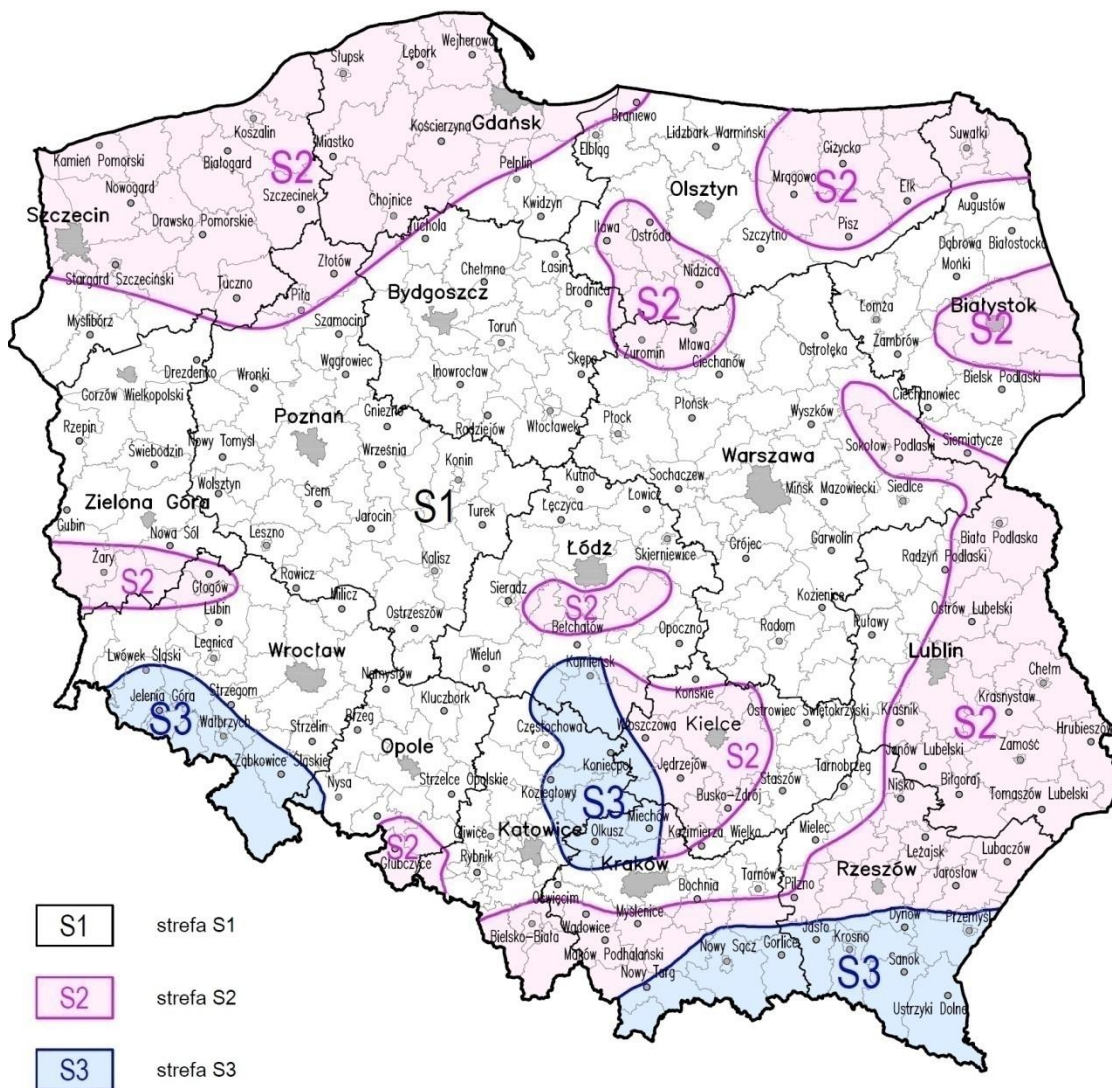 Wejherowo
Słupsk
Lębork
Koszalin
Kościerzyna
Gdańsk
Braniewo
Lidzbark Warmiński
Suwałki
Giżycko
Kamień Pomorski
Białogard
S2
Miastko
Elbląg
Mrągowo
S2
Ełk
Nowogard
Szczecinek
Pelplin
Olsztyn
Szczecin
Drawsko Pomorskie
Chojnice
Kwidzyn
Pisz
Augustów
Tuchola
Iława
Ostróda
Szczytno
Dąbrowa Białostocka
Stargard Szczeciński
Złotów
Chełmno
Łasin
Nidzica
Mońki
Tuczno
Piła
Bydgoszcz
Brodnica
S2
Łomża
Białystok
S2
Myślibórz
Szamocin
Toruń
Żuromin
Mława
Zambrów
Drezdenko
Wronki
Wągrowiec
Skępe
Ciechanów
Ostrołęka
Gorzów Wielkopolski
Inowrocław
Bielsk Podlaski
Ciechanowiec
Rzepin
Poznań
Gniezno
Radziejów
Włocławek
Płock
Płońsk
Wyszków
Świebodzin
Nowy Tomyśl
Września
Konin
Sochaczew
Warszawa
Sokołow Podlaski
Siemiatycze
Wolsztyn
Kutno
Mińsk Mazowiecki
Siedlce
Zielona Góra
Śrem
S1
Łęczyca
Łowicz
Gubin
Jarocin
Turek
Biała Podlaska
Nowa Sól
Leszno
Łódź
Skierniewice
Grójec
Garwolin
Radzyń Podlaski
Żary
S2
Głogów
Rawicz
Kalisz
Sieradz
S2
Kozienice
Lubin
Milicz
Ostrzeszów
Bełchatów
Opoczno
Radom
Puławy
Ostrów Lubelski
Legnica
Wrocław
Wieluń
Kamieńsk
Lublin
Lwówek Śląski
Namysłów
Końskie
Chełm
Jelenia Góra
S3
Strzegom
Kluczbork
Ostrowiec Świętokrzyski
Kraśnik
Krasnystaw
Wałbrzych
Strzelin
Brzeg
Częstochowa
Włoszczowa
Kielce
S2
S2
Hrubieszów
Ząbkowice Śląskie
Opole
Koniecpol
Jędrzejów
Janów Lubelski
Zamość
Nysa
Strzelce Opolskie
Koziegłowy
S3
Staszów
Tarnobrzeg
Nisko
Biłgoraj
Busko-Zdrój
Tomaszów Lubelski
S2
Gliwice
Katowice
Olkusz
Miechów
Kazimierza Wielka
Mielec
Głubczyce
Rybnik
Kraków
Leżajsk
Lubaczów
Oświęcim
Bochnia
Tarnów
Pilzno
Rzeszów
Jarosław
Bielsko-Biała
Wadowice
Myślenice
Dynów
Przemyśl
Maków Podhalański
Nowy Sącz
Gorlice
Jasło
Krosno
Nowy Targ
S3
Sanok
Ustrzyki Dolne
S1 strefa S1
S2 strefa S2
S3 strefa S3